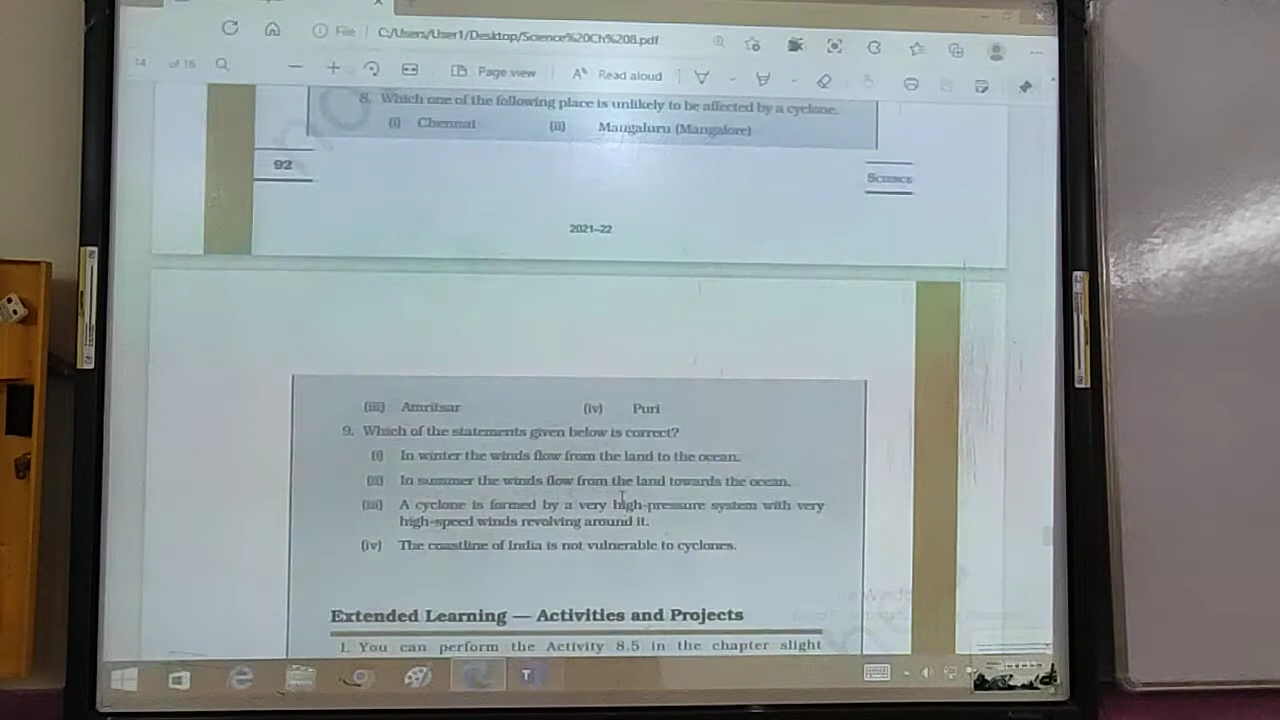 File C:/Users/User1/Desktop/Science%20Ch%208.pdf
14 of 16 Page view A Read aloud
8. Which one of the following place is unlikely to be affected by a cyclone.
(i) Chennai (ii) Mangaluru (Mangalore)
92
SCIENCE
2021–22
(iii) Amritsar (iv) Puri
9. Which of the statements given below is correct?
(i) In winter the winds flow from the land to the ocean.
(ii) In summer the winds flow from the land towards the ocean.
(iii) A cyclone is formed by a very high-pressure system with very
high-speed winds revolving around it.
(iv) The coastline of India is not vulnerable to cyclones.
Extended Learning — Activities and Projects
1. You can perform the Activity 8.5 in the chapter slight